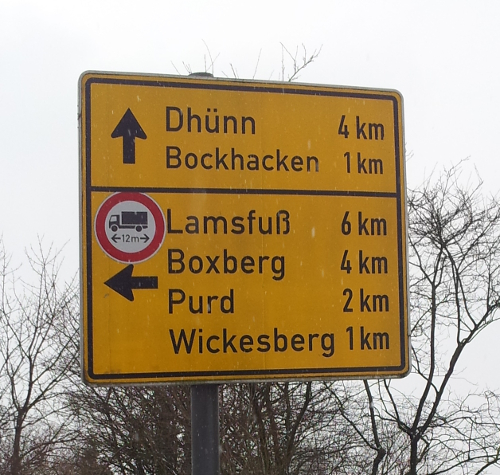 Dhünn 4 km
Bockhacken 1 km
Lamsfuß 6 km
12m
Boxberg 4 km
Purd 2 km
Wickesberg 1 km